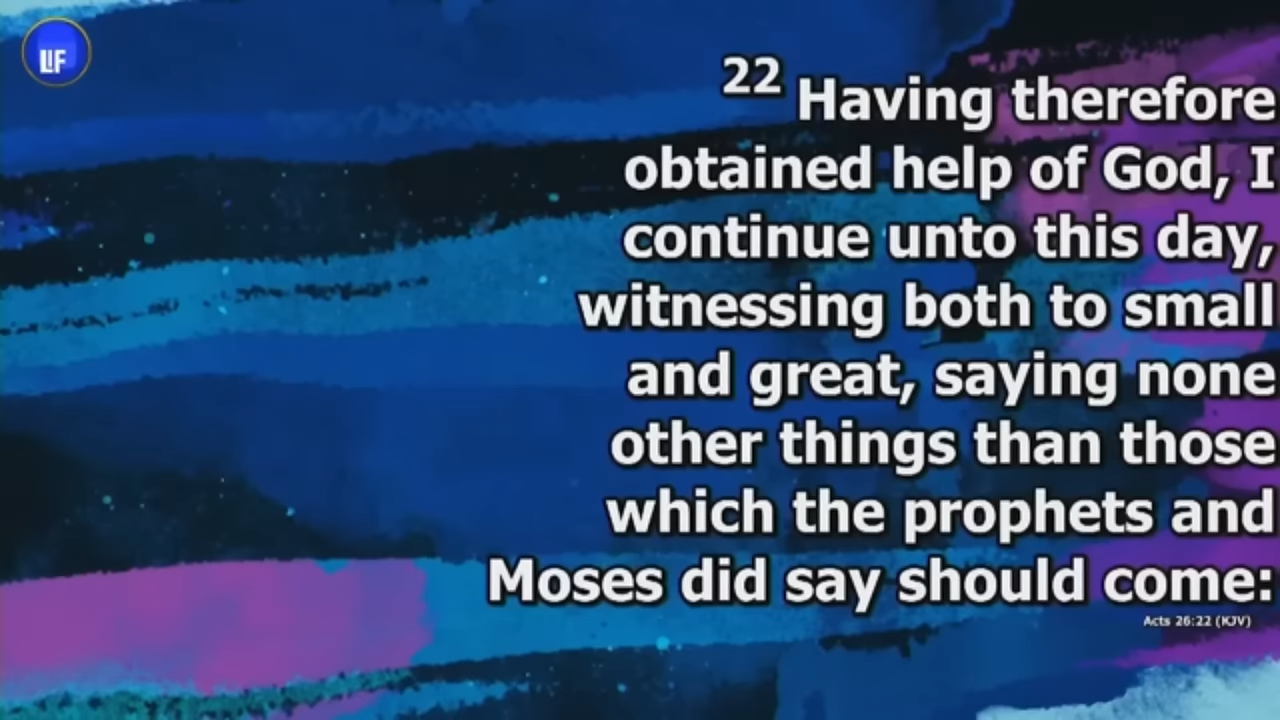 LIF
22 Having therefore
obtained help of God, I
continue unto this day,
witnessing both to small
and great, saying none
other things than those
which the prophets and
Moses did say should come:
Acts 26:22 (KJV)